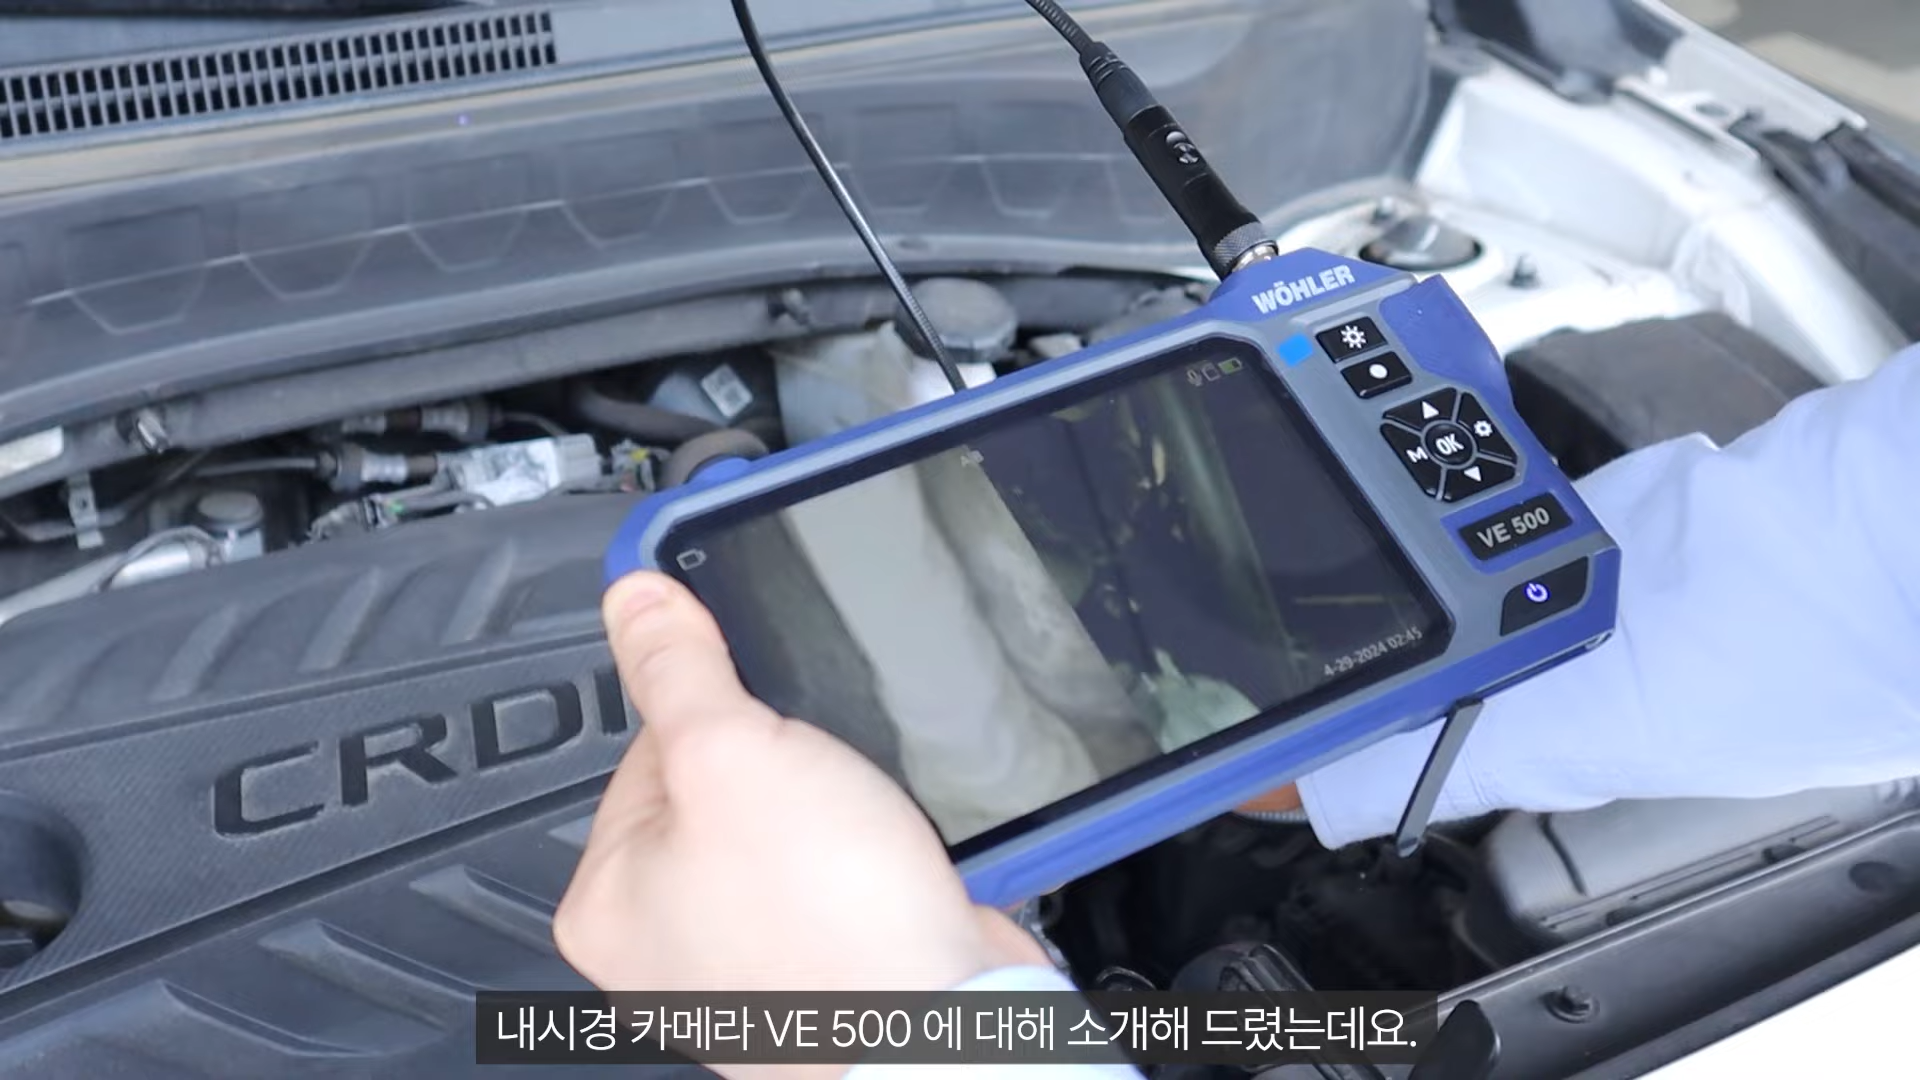 WÖHLER
OK
M
VE 500
4-29-2024 02:45
CRDI
내시경 카메라 VE 500 에 대해 소개해 드렸는데요.